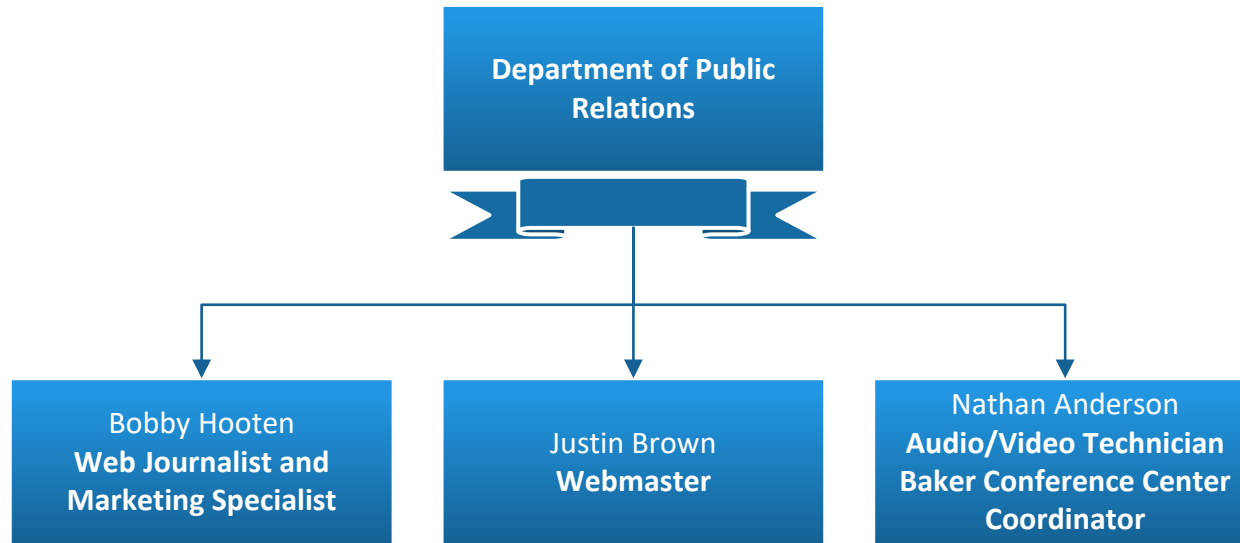 Department of Public
Relations
Bobby Hooten
Web Journalist and
Marketing Specialist
Justin Brown
Webmaster
Nathan Anderson
Audio/Video Technician
Baker Conference Center
Coordinator